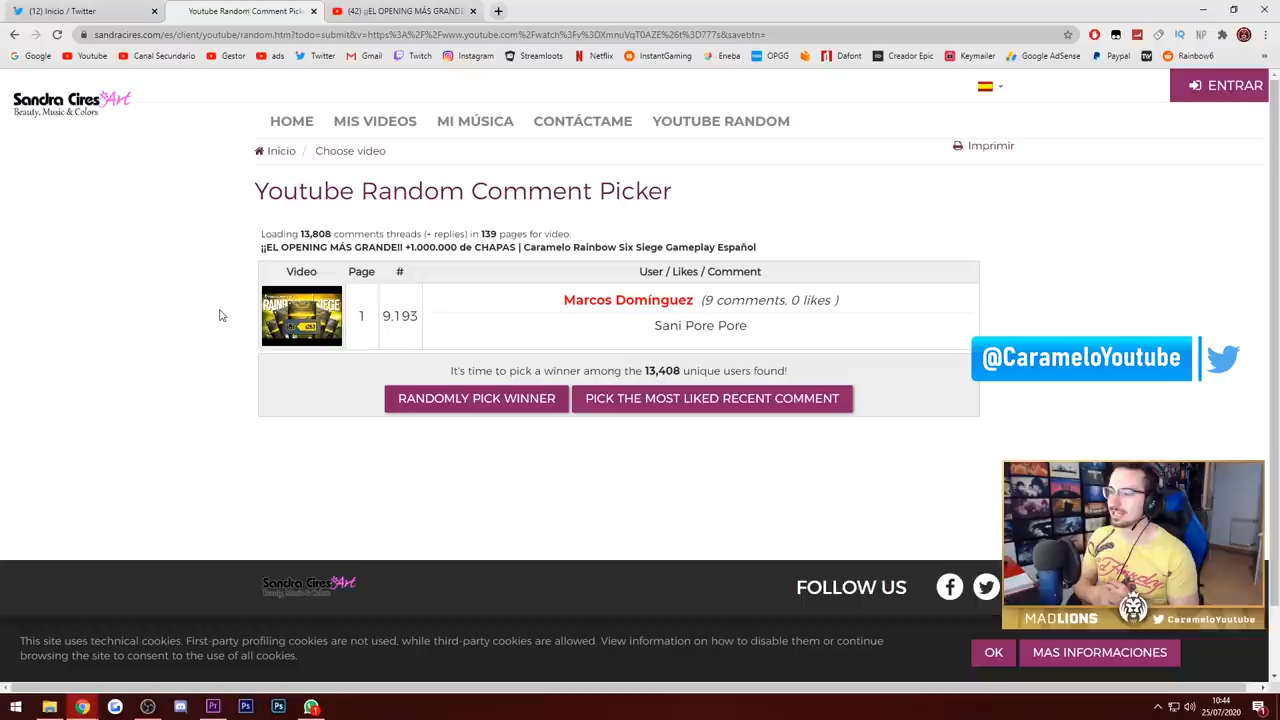 (12) Inicio / Twitter
Youtube Random Comment Picker
(2) ¡¡EL OPENING MÁS GRANDE
sandracires.com/es/client/youtube/random.htm?todo=submit&v=https%3A%2F%2Fwww.youtube.com%2Fwatch%3Fv%3DXmnuVqT0AZE%26t%3D777s&savebtn=
Google
Youtube
Canal Secundario
ads
Twitter
Gmail
Twitch
Instagram
Streamloots
Netflix
InstantGaming
Eneba
OPGG
Dafont
Creador Epic
Keymailer
Google AdSense
Paypal
Rainbow6
Sandra Cires Art
Beauty, Music & Colors
ENTRAR
HOME
MIS VIDEOS
MI MÚSICA
CONTÁCTAME
YOUTUBE RANDOM
Inicio / Choose video
Imprimir
Youtube Random Comment Picker
Loading 13,808 comments threads (+ replies) in 139 pages for video:
¡¡EL OPENING MÁS GRANDE!! +1.000.000 de CHAPAS | Caramelo Rainbow Six Siege Gameplay Español
Video
Page
#
User / Likes / Comment
1
9,193
Marcos Domínguez (9 comments, 0 likes )
Sani Pore Pore
@CarameloYoutube
It's time to pick a winner among the 13,408 unique users found!
RANDOMLY PICK WINNER
PICK THE MOST LIKED RECENT COMMENT
Sandra Cires Art
Beauty, Music & Colors
FOLLOW US
MADLIONS
CarameloYoutube
This site uses technical cookies. First-party profiling cookies are not used, while third-party cookies are allowed. View information on how to disable them or continue
browsing the site to consent to the use of all cookies.
OK
MAS INFORMACIONES
10:44
25/07/2020